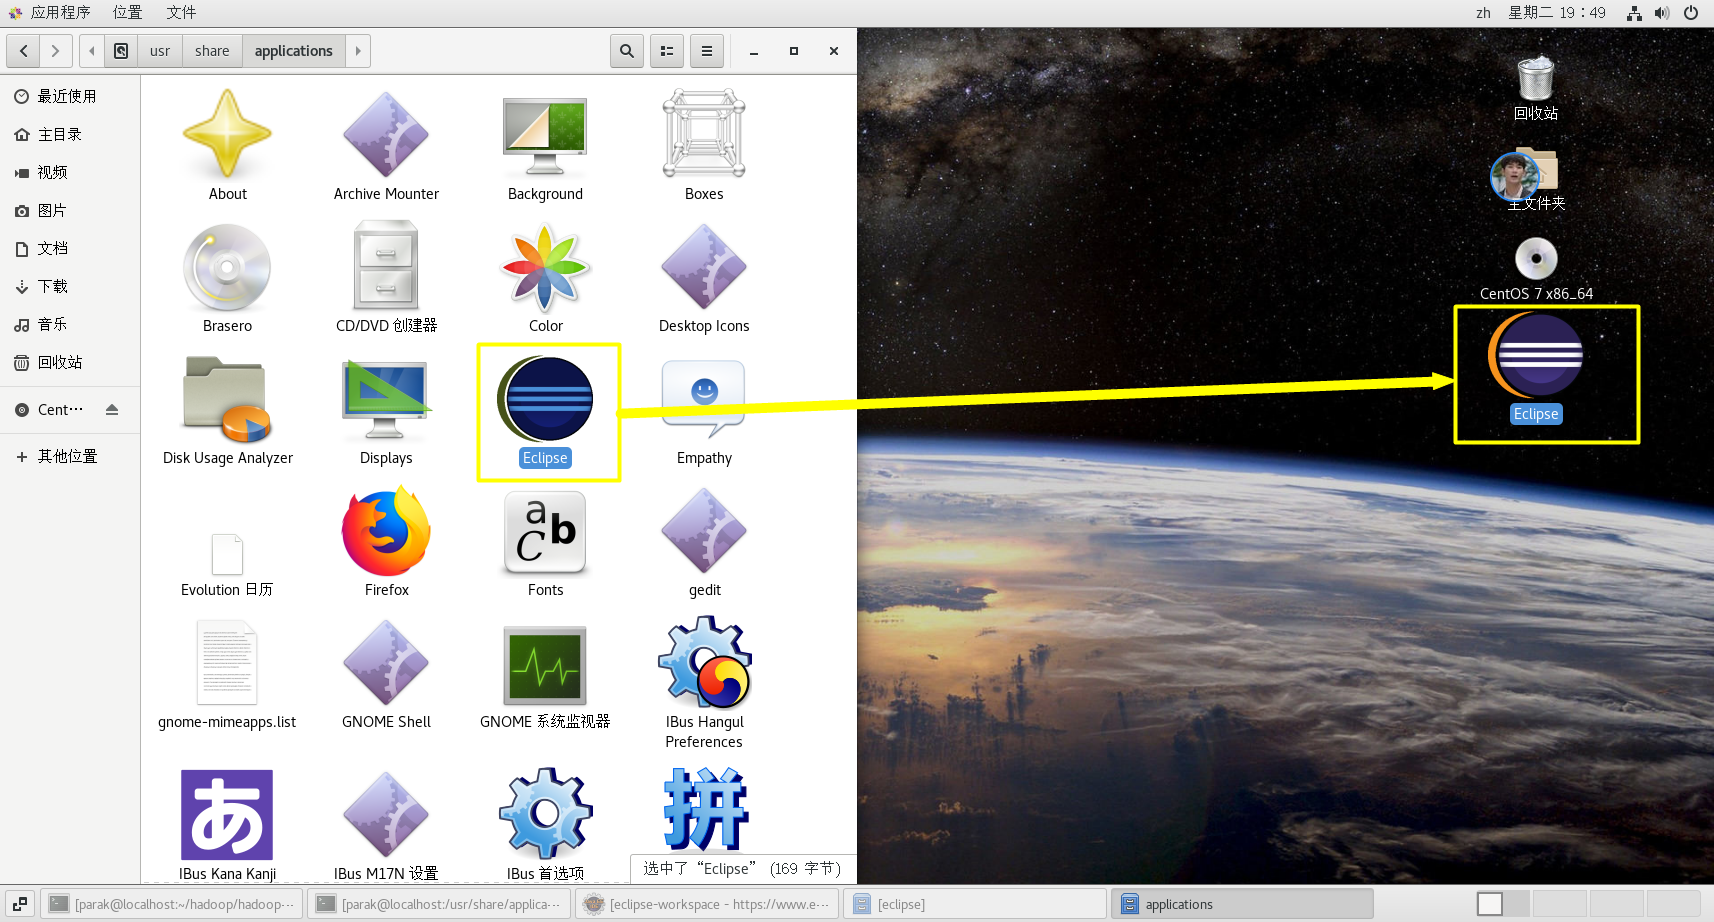 应用程序 位置 文件
zh 星期二 19：49
usr share applications
最近使用
主目录
视频
图片
文档
下载
音乐
回收站
Cent…
其他位置
About
Archive Mounter
Background
Boxes
Brasero
CD/DVD 创建器
Color
Desktop Icons
Disk Usage Analyzer
Displays
Eclipse
Empathy
Evolution 日历
Firefox
Fonts
gedit
gnome-mimeapps.list
GNOME Shell
GNOME 系统监视器
IBus Hangul
Preferences
IBus Kana Kanji
IBus M17N 设置
IBus 首选项
选中了“Eclipse” (169 字节)
回收站
主文件夹
CentOS 7 x86_64
Eclipse
[parak@localhost:~/hadoop/hadoop-…
[parak@localhost:/usr/share/applica…
[eclipse-workspace - https://www.e-…
[eclipse]
applications